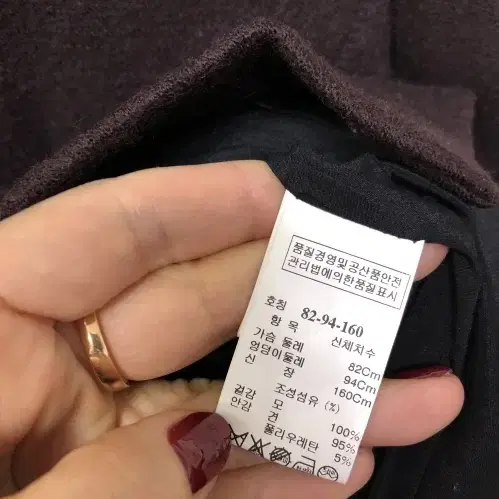 품질경영및공산품안전
관리법에의한품질표시
호칭 82-94-160
항 목 신체치수
가슴 둘레 82Cm
엉덩이둘레 94Cm
신 장 160Cm
조성섬유 (%)
겉감 모 100%
안감 견 95%
폴리우레탄 5%